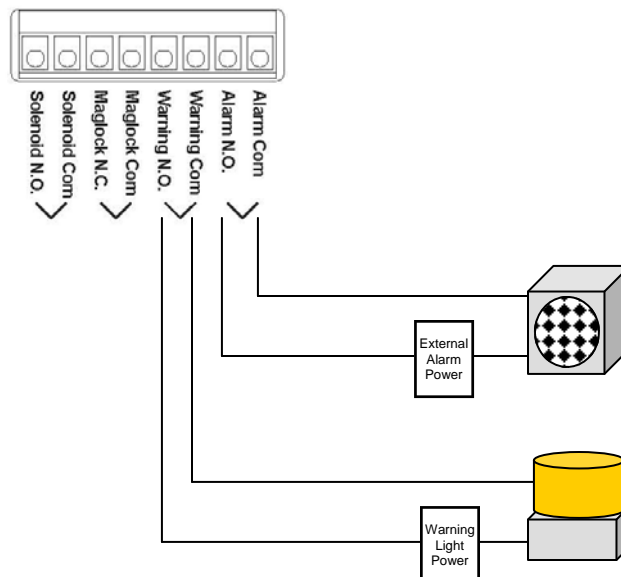 Solenoid N.O.
Solenoid Com
Maglock N.C.
Maglock Com
Warning N.O.
Warning Com
Alarm N.O.
Alarm Com
External
Alarm
Power
Warning
Light
Power